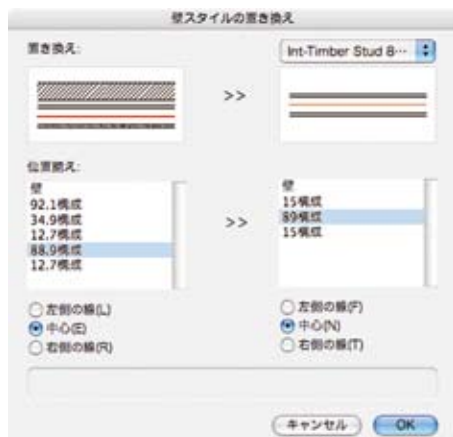 壁スタイルの置き換え
置き換え:
Int-Timber Stud 8…
>>
位置揃え:
壁
92.1構成
34.9構成
12.7構成
88.9構成
12.7構成
>>
壁
15構成
89構成
15構成
左側の線(L)
中心(E)
右側の線(R)
左側の線(F)
中心(N)
右側の線(T)
キャンセル
OK